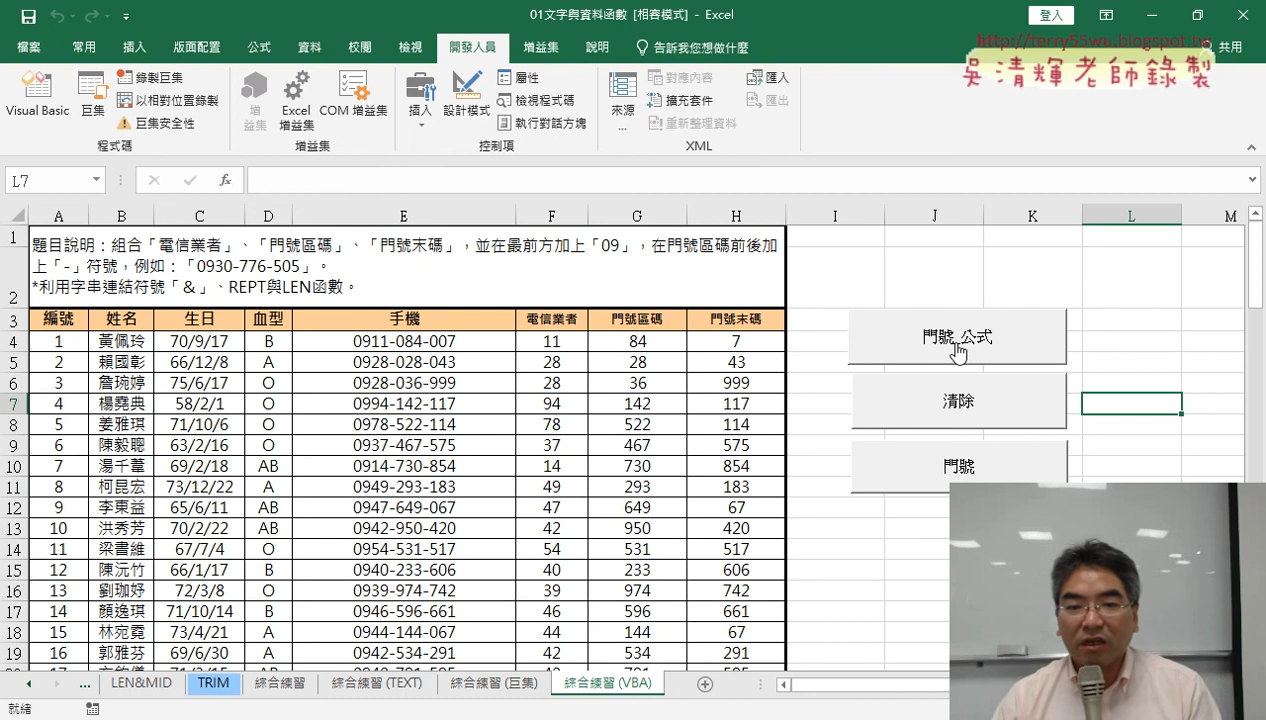 01文字與資料函數 [相容模式] - Excel
登入
檔案 常用 插入 版面配置 公式 資料 校閱 檢視 開發人員 增益集 說明 告訴我您想做什麼 共用
http://terry55wu.blogspot.tw
吳清輝老師錄製
Visual Basic
巨集
錄製巨集
以相對位置錄製
巨集安全性
程式碼
增益集
Excel 增益集
COM 增益集
增益集
插入
設計模式
屬性
檢視程式碼
執行對話方塊
控制項
來源
...
對應內容
擴充套件
重新整理資料
匯入
匯出
XML
L7
fx
A B C D E F G H I J K L M
1
2
題目說明：組合「電信業者」、「門號區碼」、「門號末碼」，並在最前方加上「09」，在門號區碼前後加
上「-」符號，例如：「0930-776-505」。
*利用字串連結符號「&」、REPT與LEN函數。
3 編號 姓名 生日 血型 手機 電信業者 門號區碼 門號末碼
4 1 黃佩玲 70/9/17 B 0911-084-007 11 84 7
5 2 賴國彰 66/12/8 A 0928-028-043 28 28 43
6 3 詹琬婷 75/6/17 O 0928-036-999 28 36 999
7 4 楊堯典 58/2/1 O 0994-142-117 94 142 117
8 5 姜雅琪 71/10/6 O 0978-522-114 78 522 114
9 6 陳毅聰 63/2/16 O 0937-467-575 37 467 575
10 7 湯千蕾 69/2/18 AB 0914-730-854 14 730 854
11 8 柯昆宏 73/12/22 A 0949-293-183 49 293 183
12 9 李東益 65/6/11 AB 0947-649-067 47 649 67
13 10 洪秀芳 70/2/22 AB 0942-950-420 42 950 420
14 11 梁書維 67/7/4 O 0954-531-517 54 531 517
15 12 陳沅竹 66/1/17 B 0940-233-606 40 233 606
16 13 劉珈妤 72/3/8 O 0939-974-742 39 974 742
17 14 顏逸琪 71/10/14 B 0946-596-661 46 596 661
18 15 林宛霓 73/4/21 A 0944-144-067 44 144 67
19 16 郭雅芬 69/6/30 A 0942-534-291 42 534 291
門號_公式
清除
門號
... LEN&MID TRIM 綜合練習 綜合練習 (TEXT) 綜合練習 (巨集) 綜合練習 (VBA)
就緒